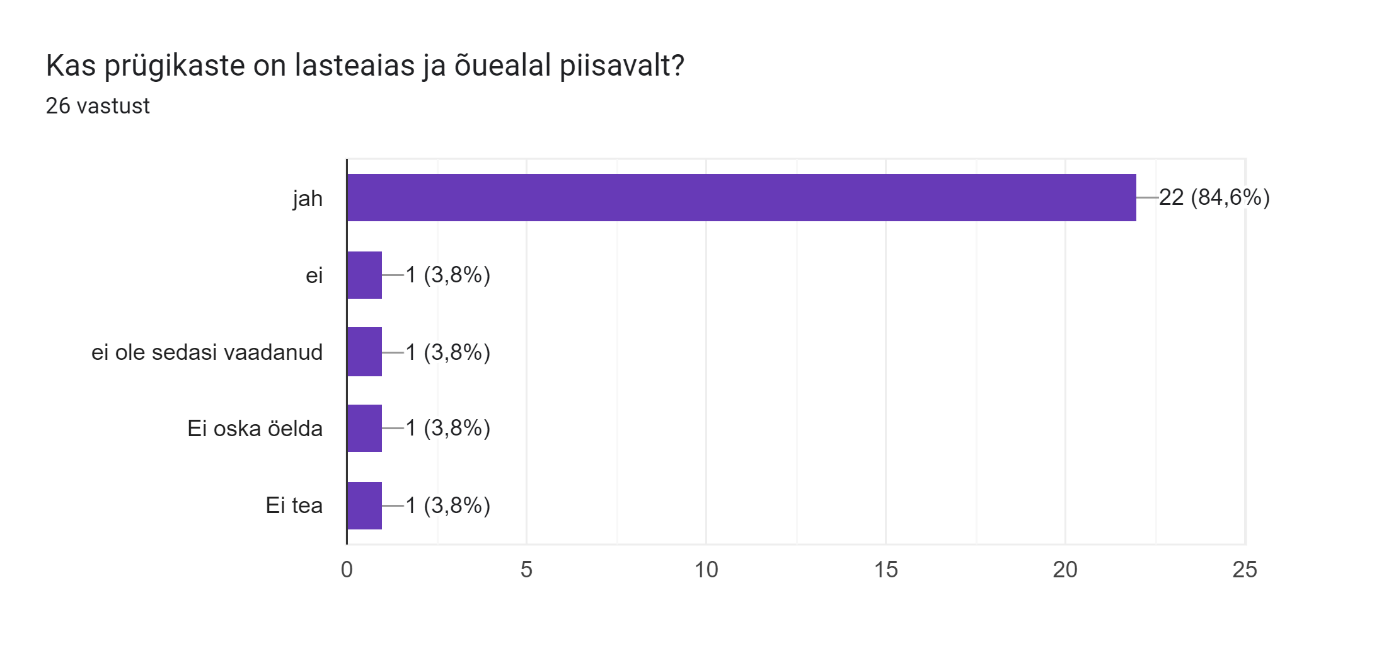 Kas prügikaste on lasteaias ja õuealal piisavalt?
26 vastust
jah
22 (84,6%)
ei
1 (3,8%)
ei ole sedasi vaadanud
1 (3,8%)
Ei oska öelda
1 (3,8%)
Ei tea
1 (3,8%)
0 5 10 15 20 25